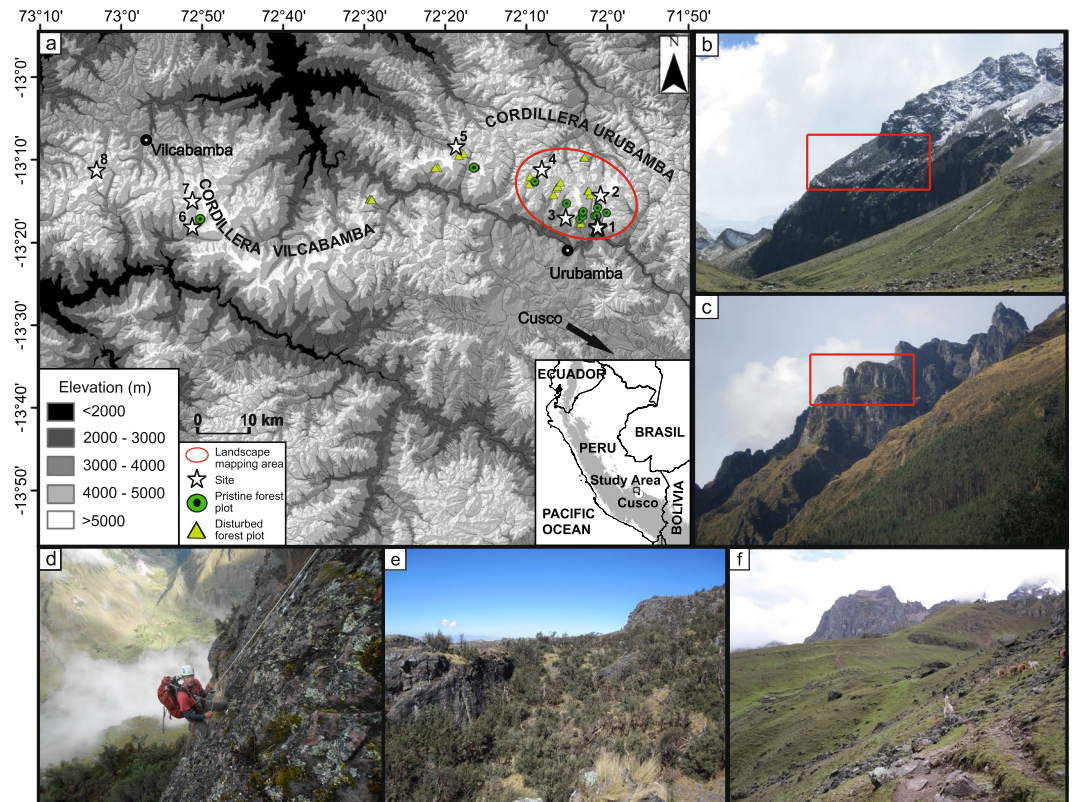 73°10' 73°0' 72°50' 72°40' 72°30' 72°20' 72°10' 72°0' 71°50'
-13°0'
-13°10'
-13°20'
-13°30'
-13°40'
-13°50'
a
N
CORDILLERA URUBAMBA
5
4
2
3
1
Vilcabamba
8
7
6
CORDILLERA VILCABAMBA
Urubamba
Cusco
Elevation (m)
<2000
2000 - 3000
3000 - 4000
4000 - 5000
>5000
0 10 km
Landscape
mapping area
Site
Pristine forest
plot
Disturbed
forest plot
ECUADOR
BRASIL
PERU
Study Area
Cusco
PACIFIC
OCEAN
BOLIVIA
b
c
d
e
f